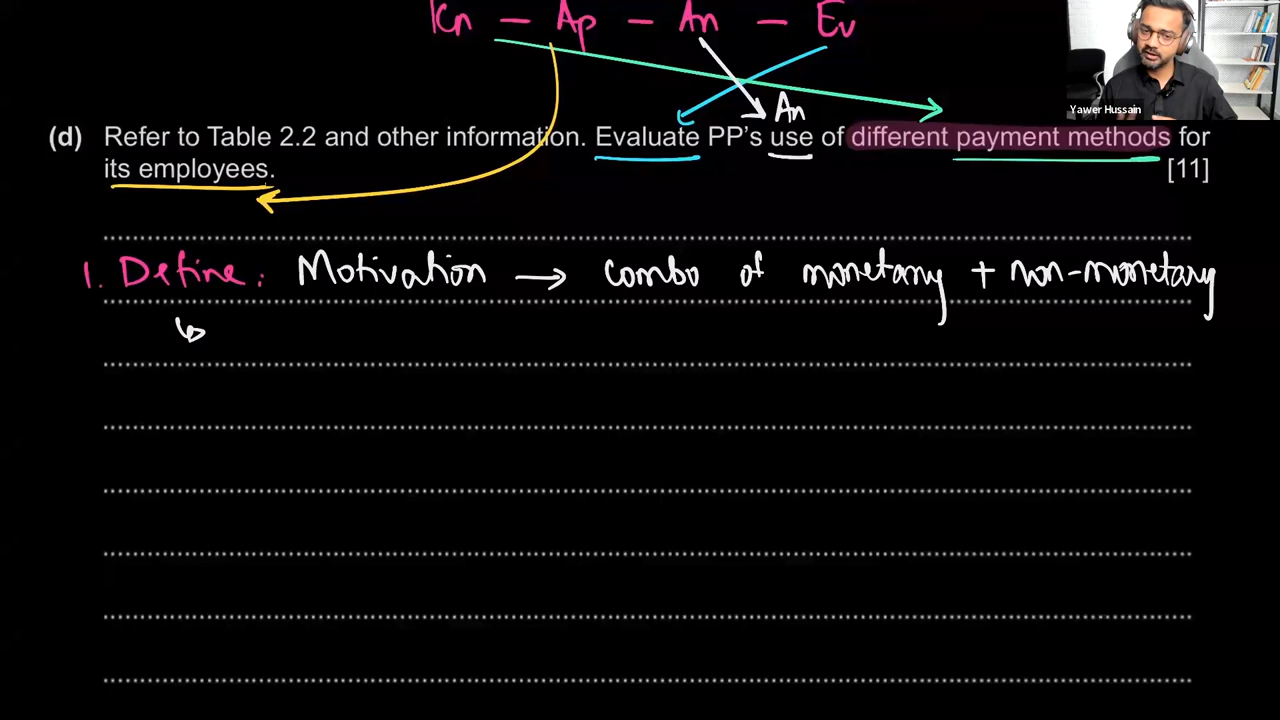 Kn — Ap — An — Ev
Yawer Hussain
An
(d) Refer to Table 2.2 and other information. Evaluate PP's use of different payment methods for
its employees. [11]
1. Define: Motivation → combo of monetary + non-monetary